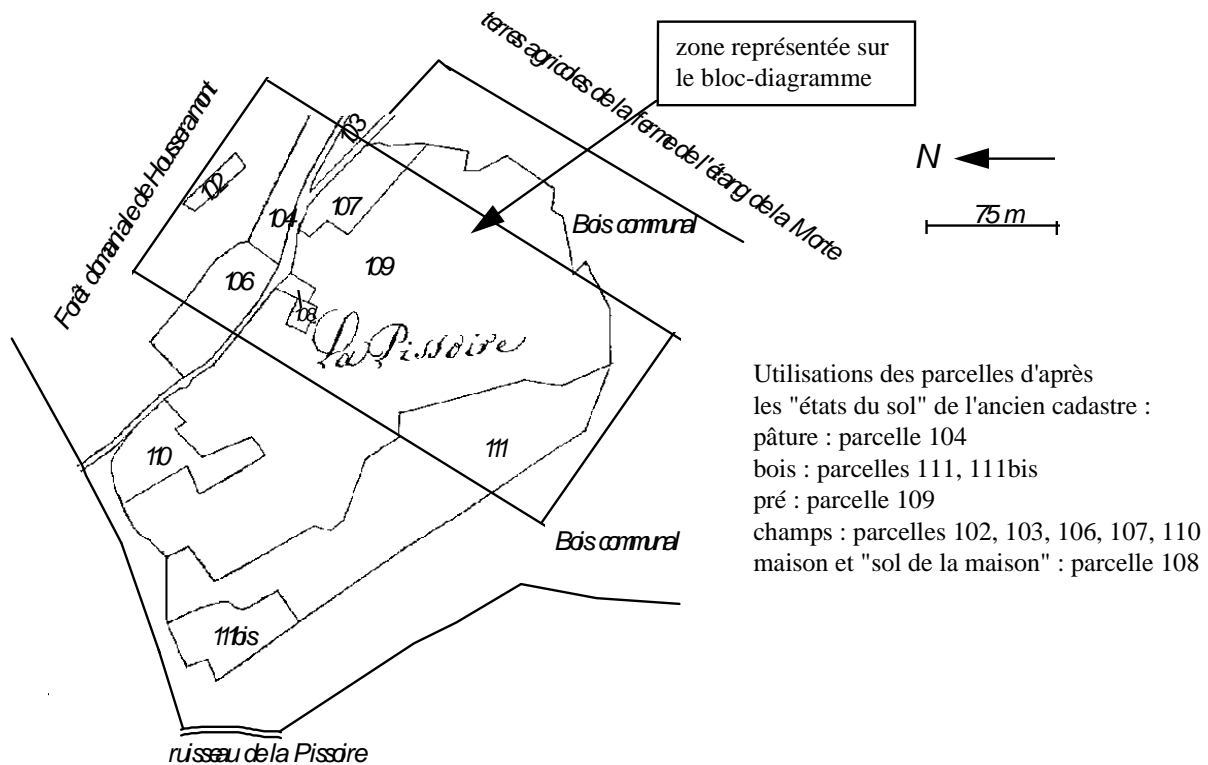 terres agricoles de la ferme de l'étang de la Morte
zone représentée sur
le bloc-diagramme
Forêt domaniale de Housseramont
103
102
N
104
107
75 m
Bois communal
106
109
108
La Pissoire
Utilisations des parcelles d'après
les "états du sol" de l'ancien cadastre :
pâture : parcelle 104
bois : parcelles 111, 111bis
pré : parcelle 109
champs : parcelles 102, 103, 106, 107, 110
maison et "sol de la maison" : parcelle 108
110
111
Bois communal
111bis
ruisseau de la Pissoire